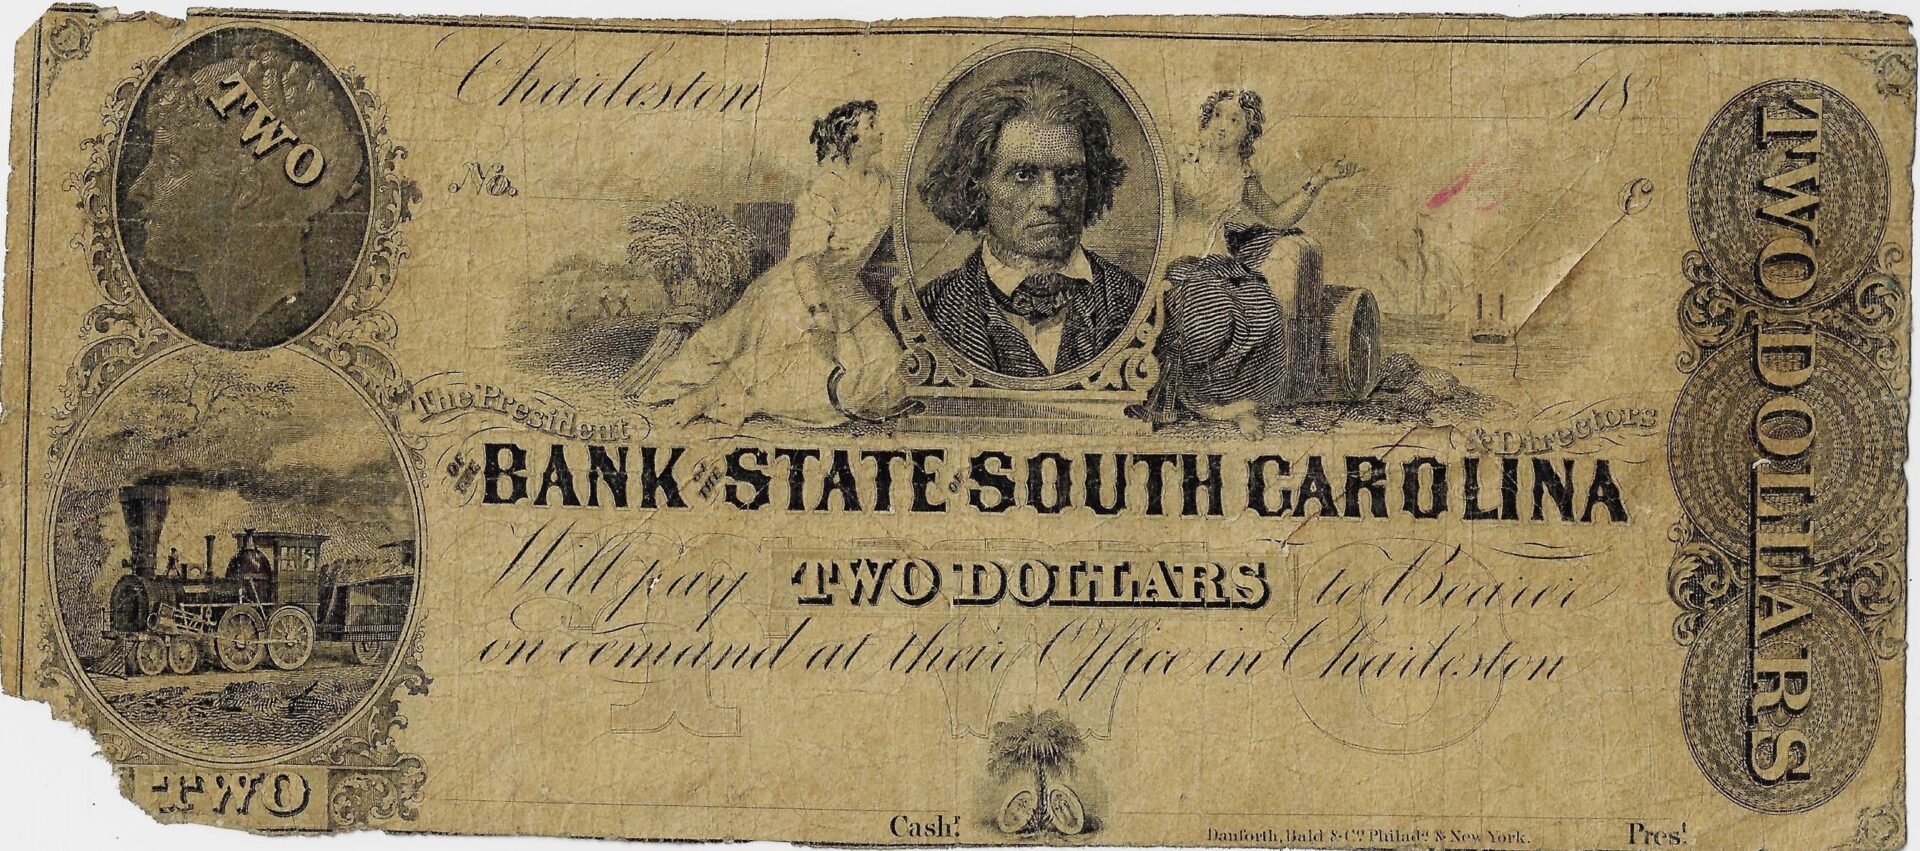 TWO
Charleston 18
No.
&
The President
& Directors
OF THE BANK OF THE STATE OF SOUTH CAROLINA
Will pay TWO DOLLARS to Bearer
on demand at their Office in Charleston
TWO
TWO
Cash.r
Danforth, Bald & Co. Philada. & New York.
Pres.t
TWO DOLLARS